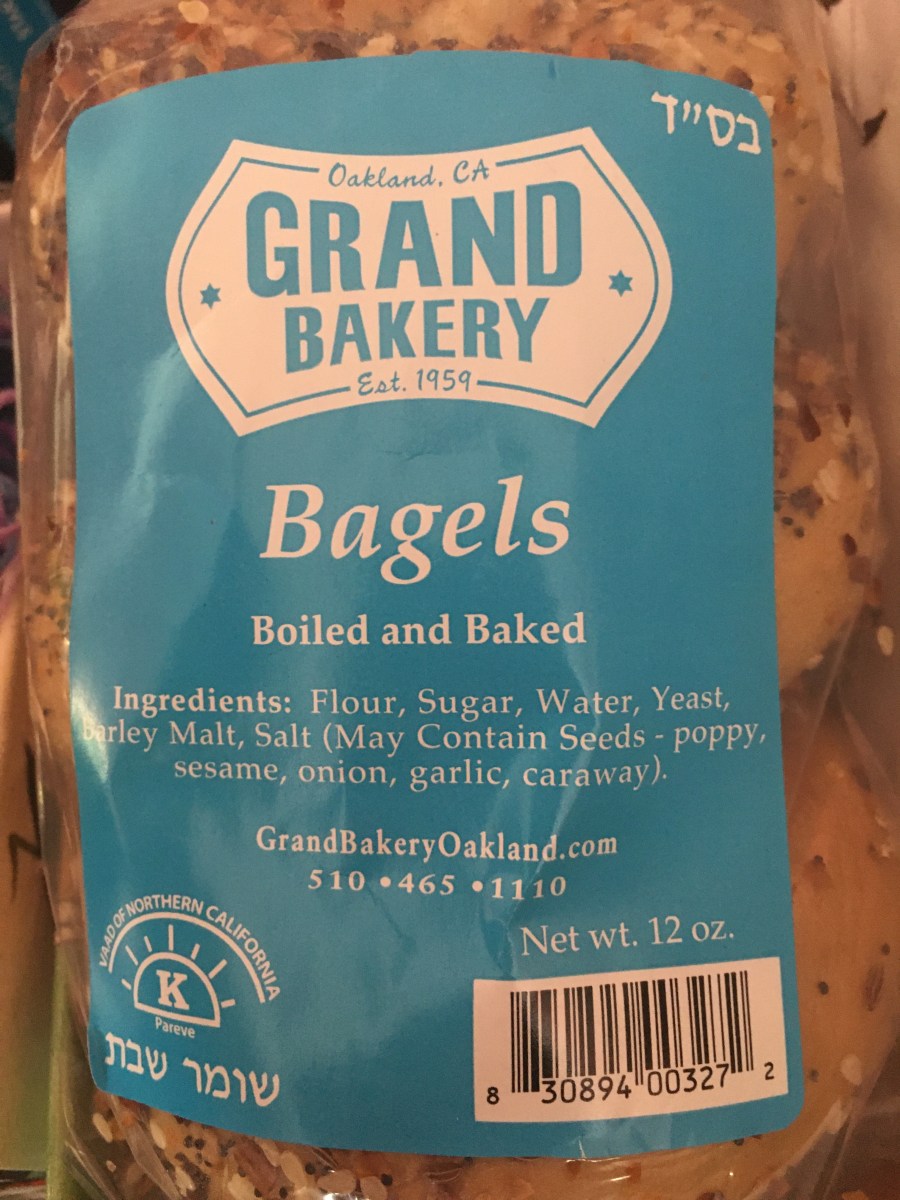 בס״ד
Oakland, CA
GRAND
BAKERY
Est. 1959
Bagels
Boiled and Baked
Ingredients: Flour, Sugar, Water, Yeast,
Barley Malt, Salt (May Contain Seeds - poppy,
sesame, onion, garlic, caraway).
GrandBakeryOakland.com
510 • 465 • 1110
Net wt. 12 oz.
VAAD OF NORTHERN CALIFORNIA
K
Pareve
שומר שבת
8 30894 00327 2